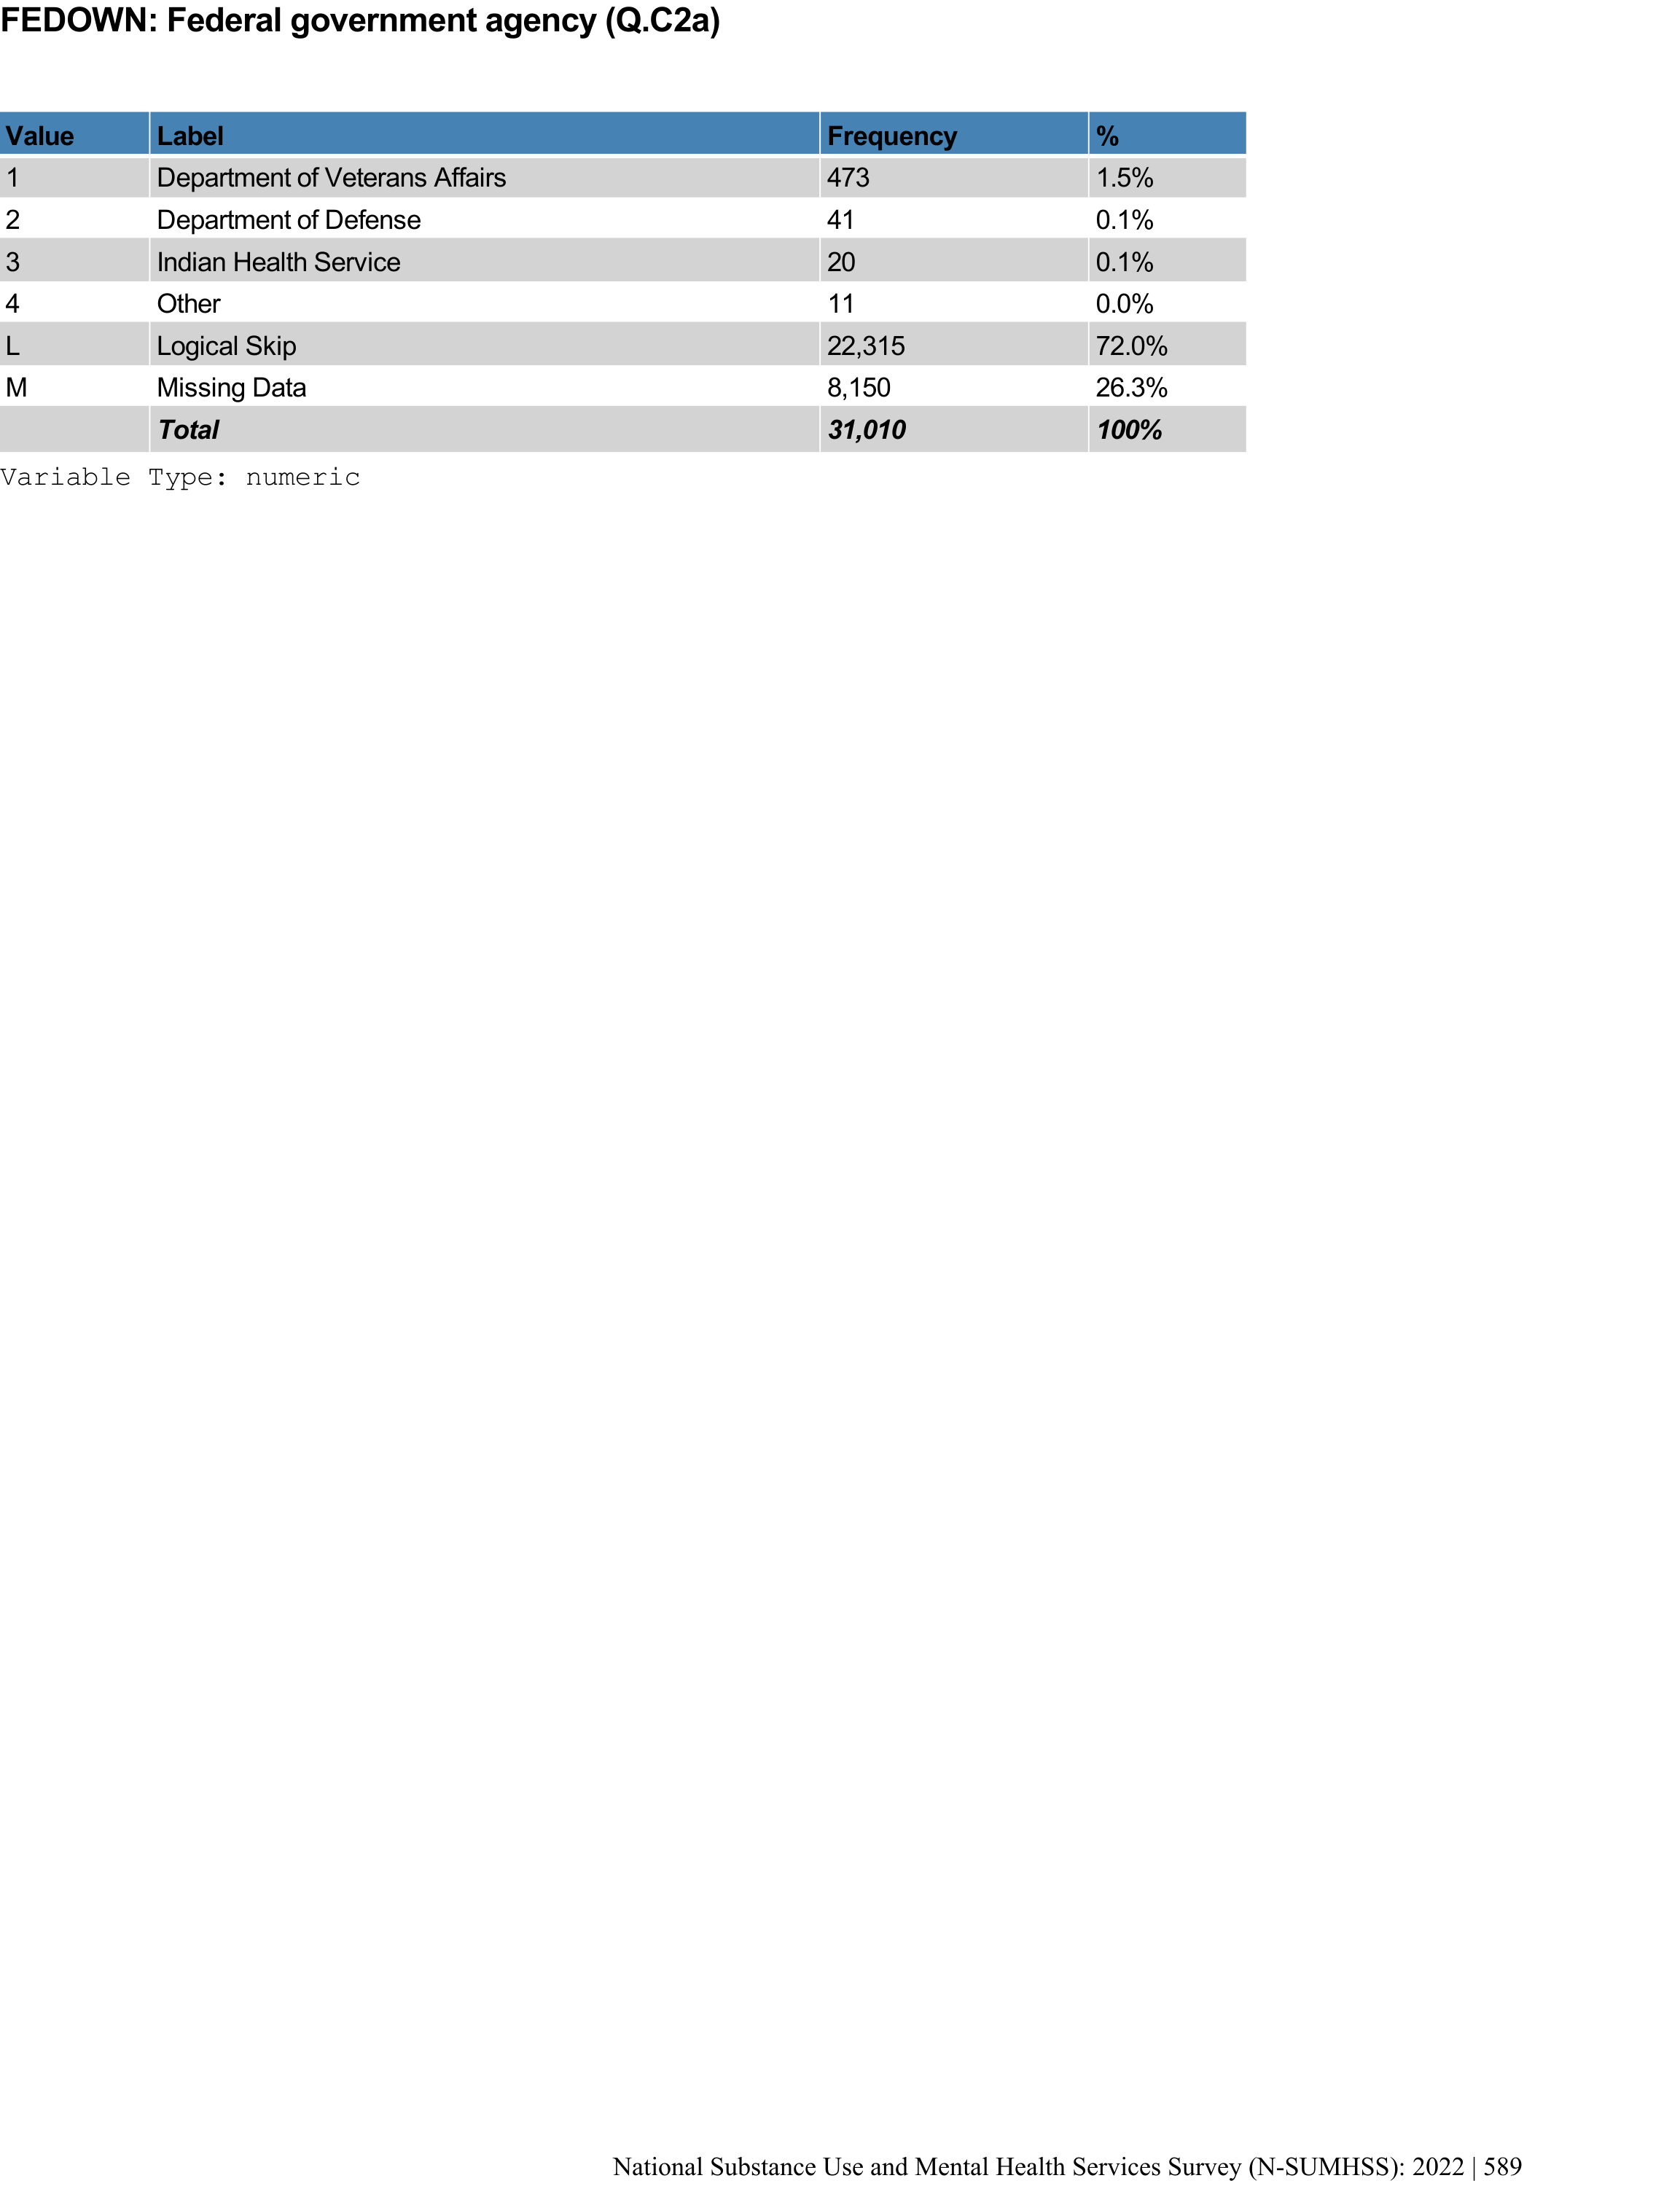 FEDOWN: Federal government agency (Q.C2a)
Value Label Frequency %
1 Department of Veterans Affairs 473 1.5%
2 Department of Defense 41 0.1%
3 Indian Health Service 20 0.1%
4 Other 11 0.0%
L Logical Skip 22,315 72.0%
M Missing Data 8,150 26.3%
Total 31,010 100%
Variable Type: numeric
National Substance Use and Mental Health Services Survey (N-SUMHSS): 2022 | 589